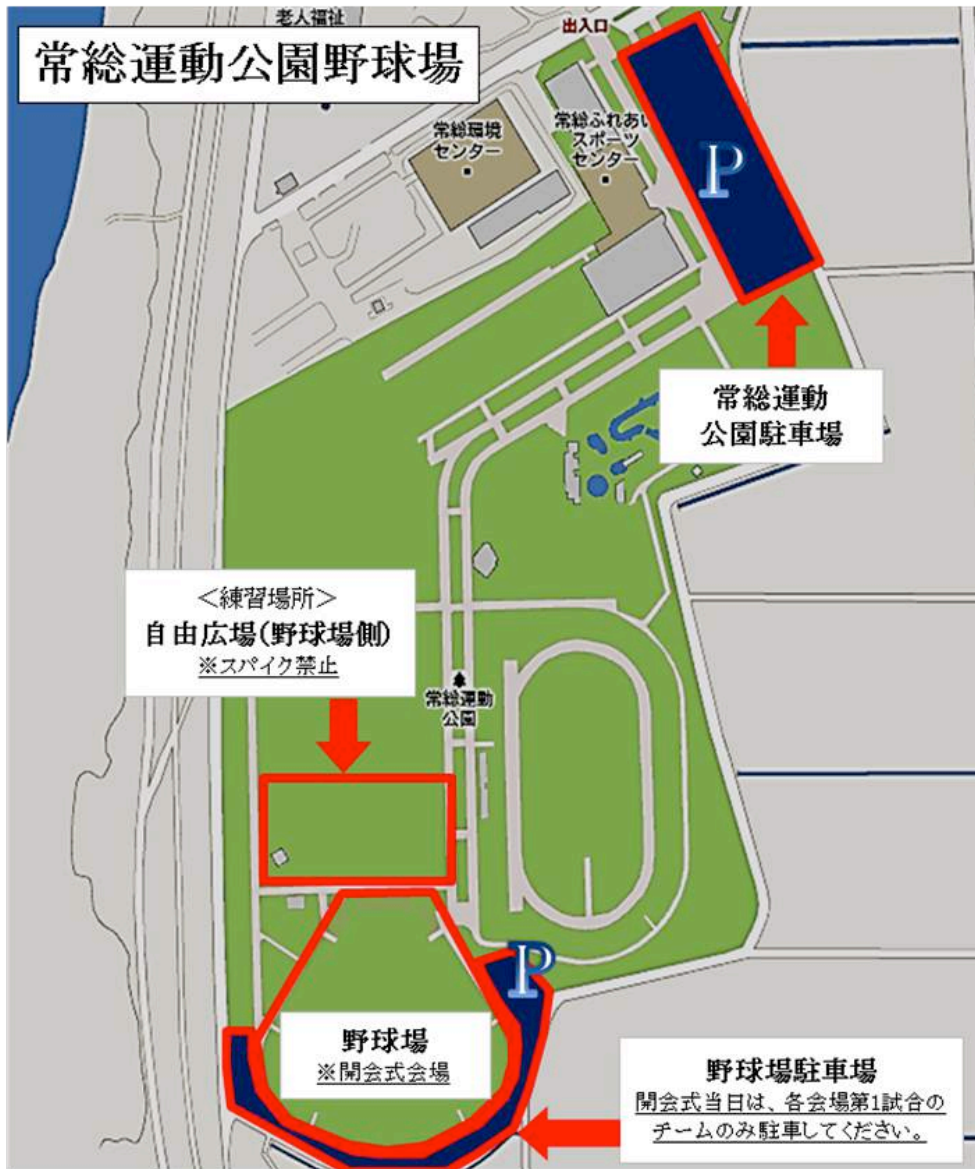 老人福祉
出入口
常総運動公園野球場
常総環境
センター
常総ふれあい
スポーツ
センター
P
常総運動
公園駐車場
＜練習場所＞
自由広場(野球場側)
※スパイク禁止
常総運動
公園
P
野球場
※開会式会場
野球場駐車場
開会式当日は、各会場第1試合の
チームのみ駐車してください。